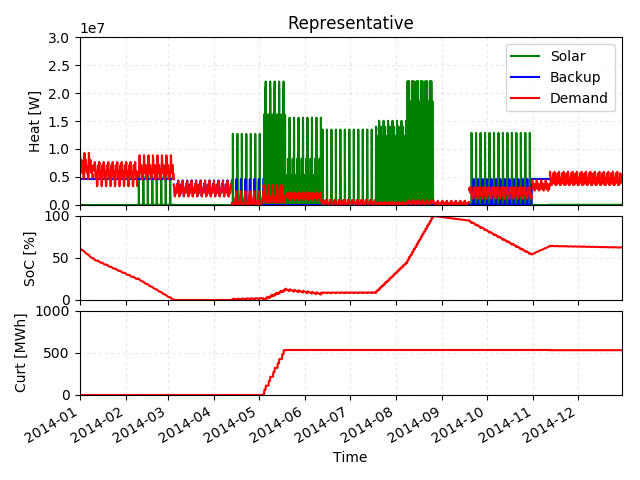 Representative
1e7
3.0
2.5
2.0
1.5
1.0
0.5
0.0
Heat [W]
Solar
Backup
Demand
100
50
0
SoC [%]
1000
500
0
Curt [MWh]
2014-01
2014-02
2014-03
2014-04
2014-05
2014-06
2014-07
2014-08
2014-09
2014-10
2014-11
2014-12
Time